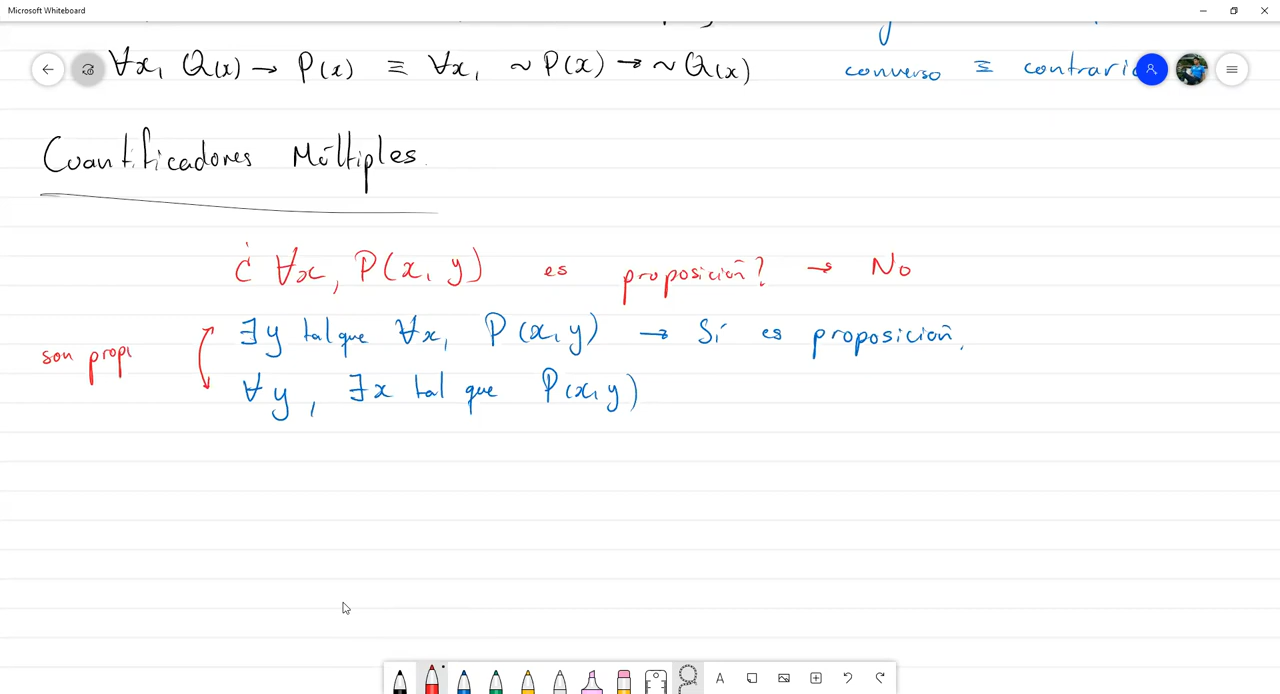 Microsoft Whiteboard
∀x, Q(x) → P(x) ≡ ∀x, ~P(x) → ~Q(x)
converso ≡ contrario
Cuantificadores Múltiples.
¿ ∀x, P(x, y) es proposición? → No
∃y tal que ∀x, P(x, y) → Sí es proposición.
son propi
∀y, ∃x tal que P(x, y)
A